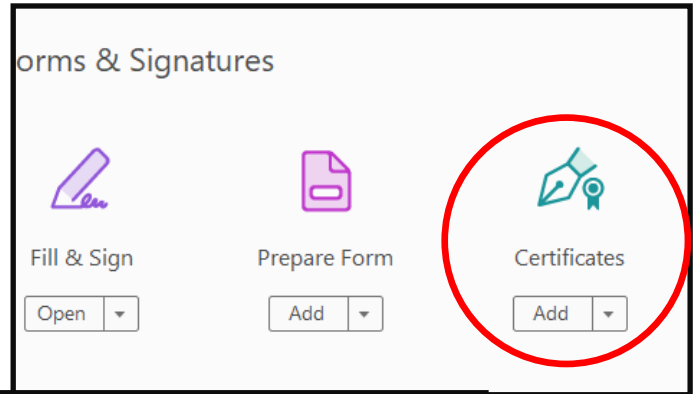 orms & Signatures
Fill & Sign Prepare Form Certificates
Open Add Add